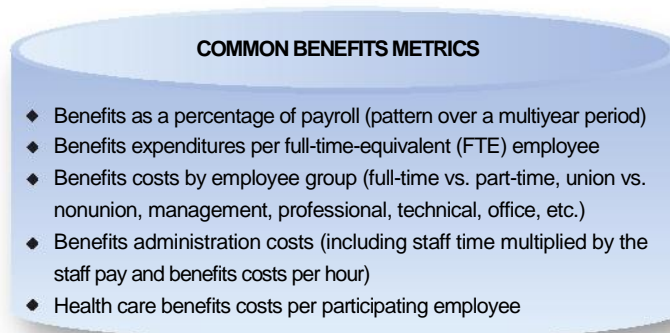 COMMON BENEFITS METRICS
◆ Benefits as a percentage of payroll (pattern over a multiyear period)
◆ Benefits expenditures per full-time-equivalent (FTE) employee
◆ Benefits costs by employee group (full-time vs. part-time, union vs.
nonunion, management, professional, technical, office, etc.)
◆ Benefits administration costs (including staff time multiplied by the
staff pay and benefits costs per hour)
◆ Health care benefits costs per participating employee